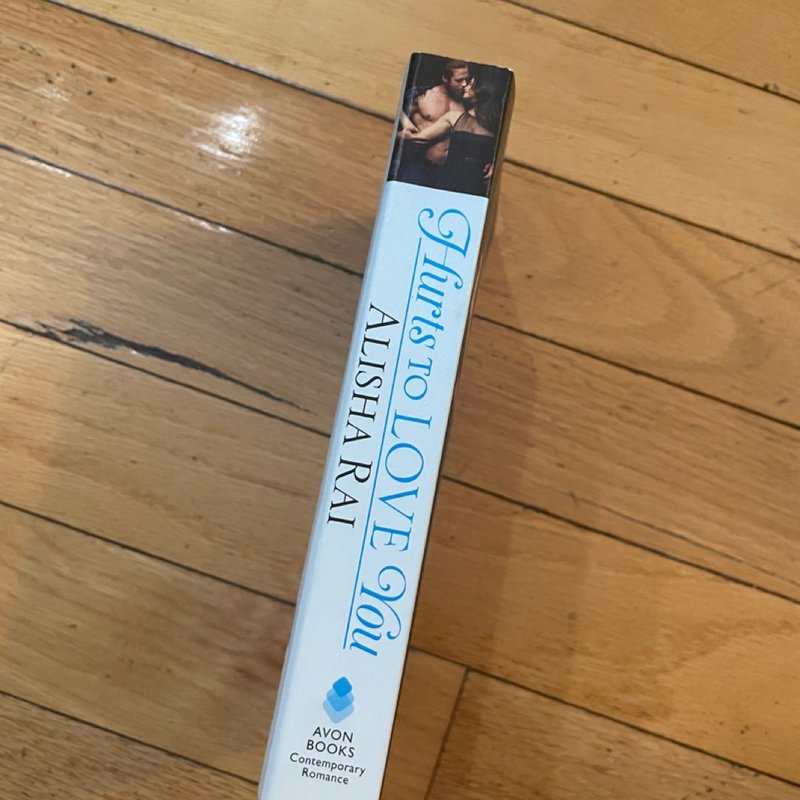 Hurts TO LOVE You
ALISHA RAI
AVON
BOOKS
Contemporary
Romance